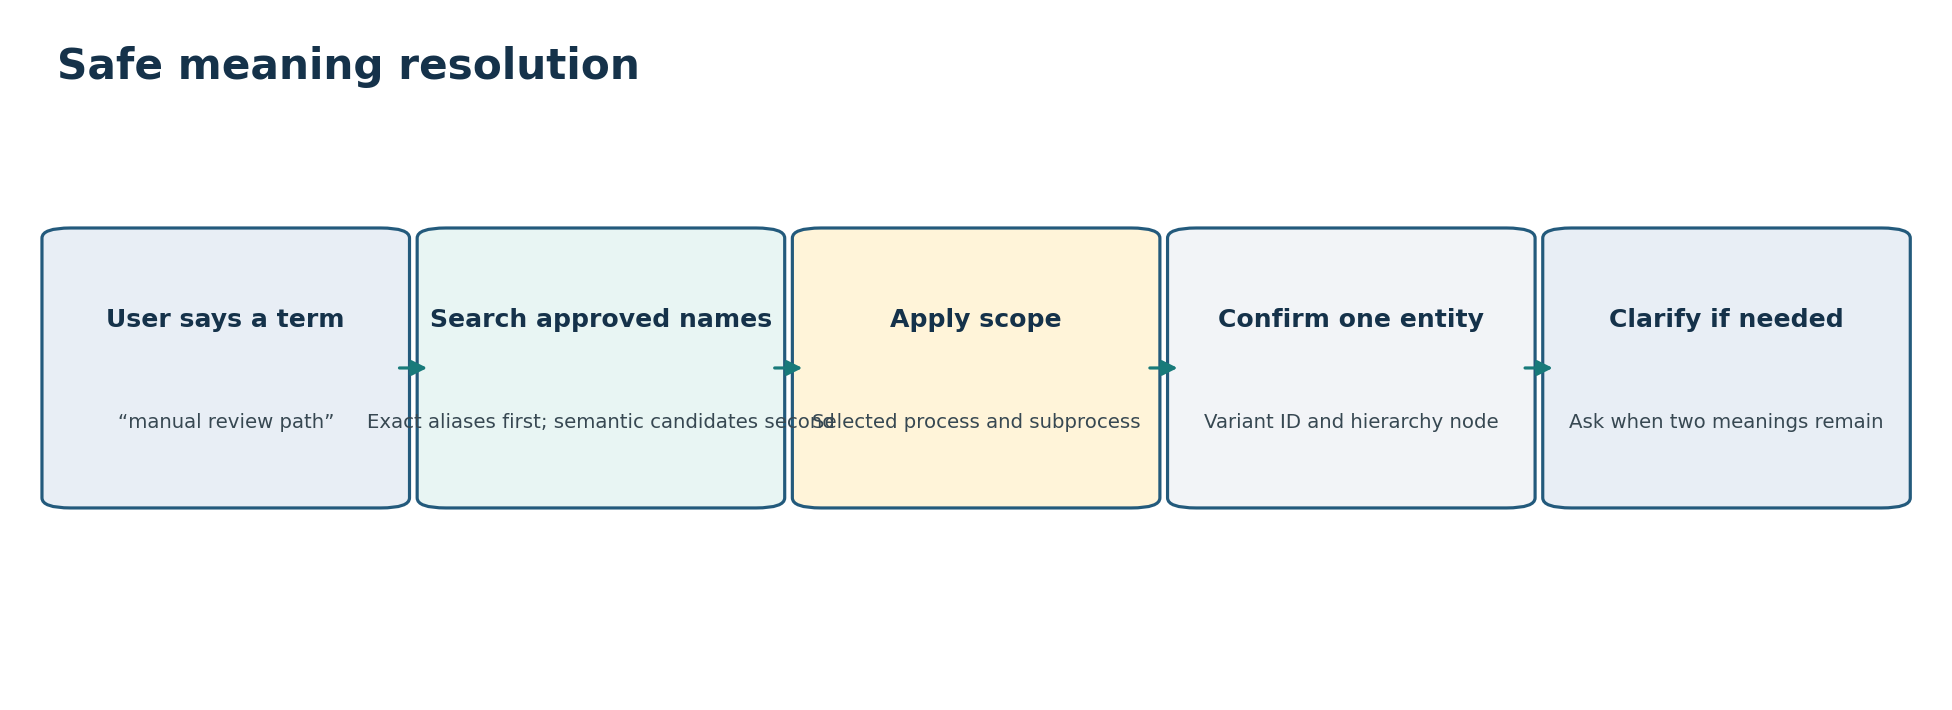 Safe meaning resolution
User says a term
“manual review path”
Search approved names
Exact aliases first; semantic candidates second
Apply scope
Selected process and subprocess
Confirm one entity
Variant ID and hierarchy node
Clarify if needed
Ask when two meanings remain